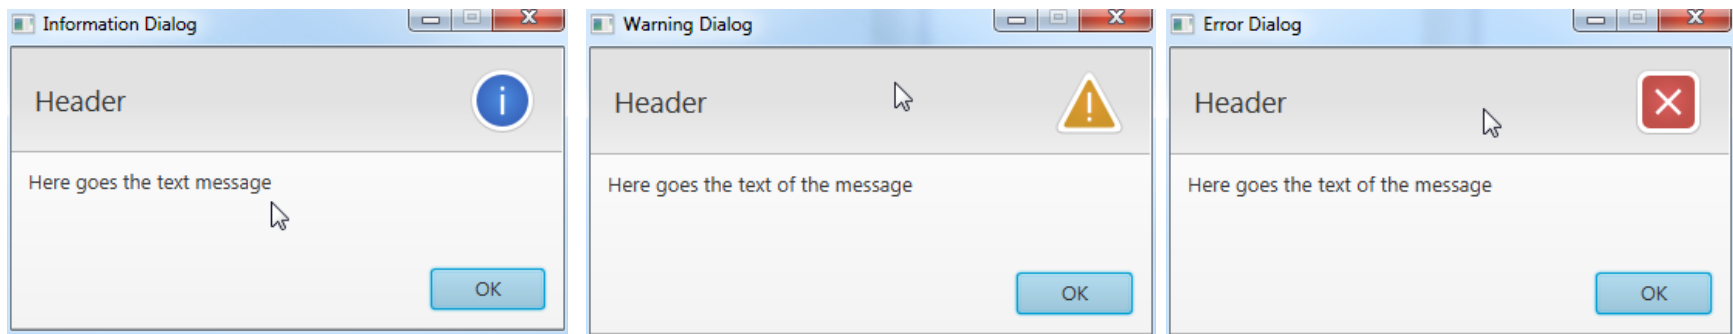 Information Dialog
Header
i
Here goes the text message
OK
Warning Dialog
Header
!
Here goes the text of the message
OK
Error Dialog
Header
Here goes the text of the message
OK